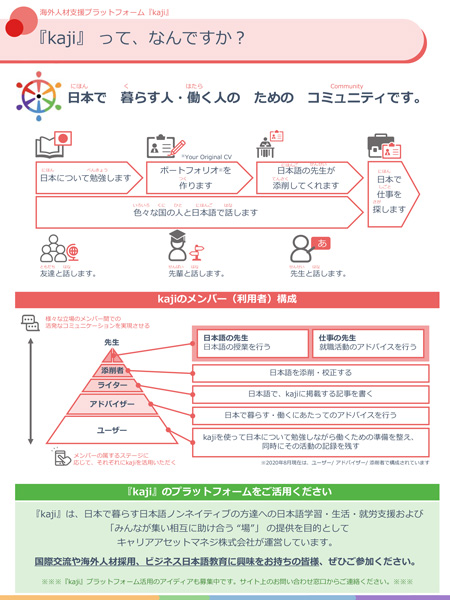 海外人材支援プラットフォーム『kaji』
『kaji』 って、なんですか？
にほん く はたら Community
日本で 暮らす人・働く人の ための コミュニティです。
※Your Original CV
にほん べんきょう
日本について勉強します
ポートフォリオ※を
つく
作ります
にほんご せんせい
日本語の先生が
てんさく
添削してくれます
にほん
日本で
しごと
仕事を
さが
探します
いろいろ くに ひと にほんご はな
色々な国の人と日本語で話します
あ
ともだち はな
友達と話します。
せんぱい はな
先輩と話します。
せんせい はな
先生と話します。
kajiのメンバー（利用者）構成
様々な立場のメンバー間での
活発なコミュニケーションを実現させる
先生
添削者
ライター
アドバイザー
ユーザー
日本語の先生
日本語の授業を行う
仕事の先生
就職活動のアドバイスを行う
日本語を添削・校正する
日本語で、kajiに掲載する記事を書く
日本で暮らす・働くにあたってのアドバイスを行う
kajiを使って日本について勉強しながら働くための準備を整え、
同時にその活動の記録を残す
メンバーの属するステージに
応じて、それぞれにkajiを活用いただく
※2020年8月現在は、ユーザー/ アドバイザー/ 添削者で構成されています
『kaji』のプラットフォームをご活用ください
『kaji』は、日本で暮らす日本語ノンネイティブの方達への日本語学習・生活・就労支援および
「みんなが集い相互に助け合う “場”」 の提供を目的として
キャリアアセットマネジ株式会社が運営しています。
国際交流や海外人材採用、ビジネス日本語教育に興味をお持ちの皆様、ぜひご参加ください。
※※※『kaji』プラットフォーム活用のアイディアも募集中です。サイト上のお問い合わせ窓口からご連絡ください。※※※